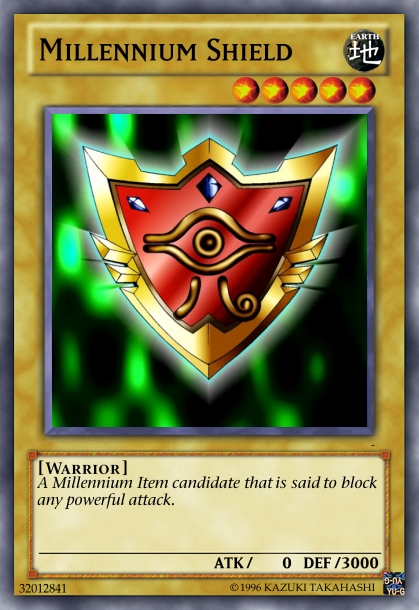 MILLENNIUM SHIELD
EARTH
地
[WARRIOR]
A Millennium Item candidate that is said to block
any powerful attack.
ATK/ 0 DEF/3000
32012841
©1996 KAZUKI TAKAHASHI